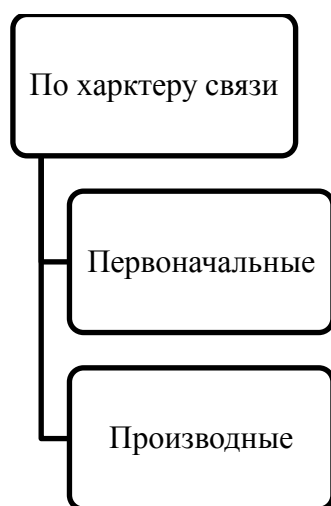 По харктеру связи
Первоначальные
Производные